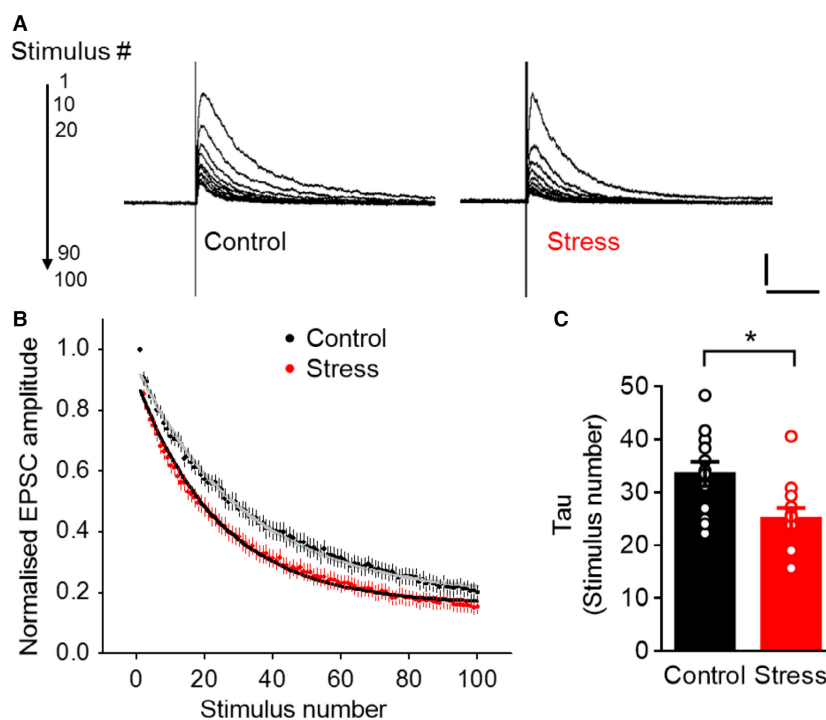 A
Stimulus #
1
10
20
90
100
Control
Stress
B
Normalised EPSC amplitude
1.0
0.8
0.6
0.4
0.2
0.0
Control
Stress
0 20 40 60 80 100
Stimulus number
C
*
Tau
(Stimulus number)
50
40
30
20
10
0
Control Stress